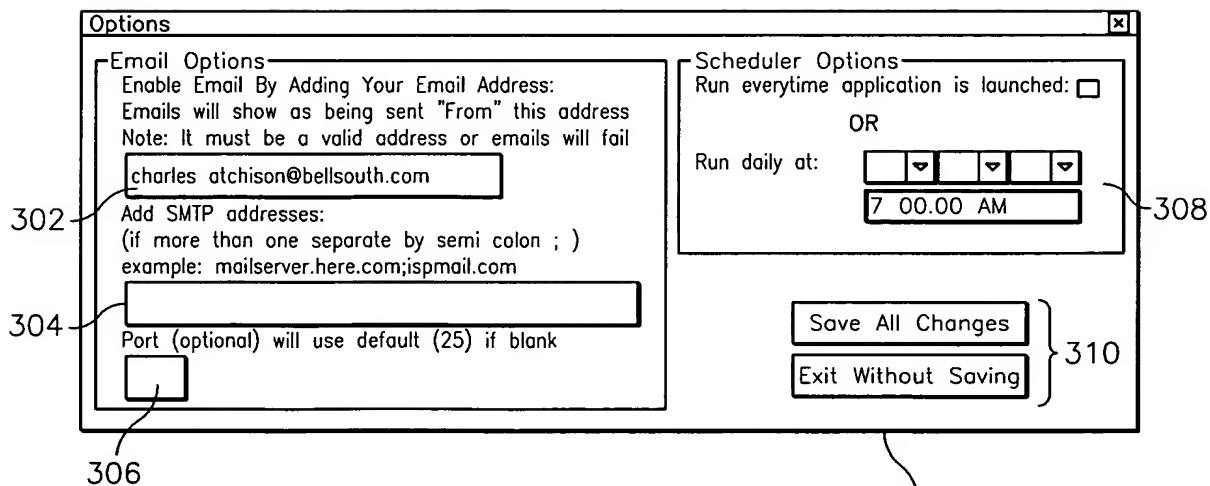 Options
Email Options
Enable Email By Adding Your Email Address:
Emails will show as being sent "From" this address
Note: It must be a valid address or emails will fail
charles atchison@bellsouth.com
302
Add SMTP addresses:
(if more than one separate by semi colon ; )
example: mailserver.here.com;ispmail.com
304
Port (optional) will use default (25) if blank
306
Scheduler Options
Run everytime application is launched:
OR
Run daily at:
7 00.00 AM
308
Save All Changes
Exit Without Saving
310